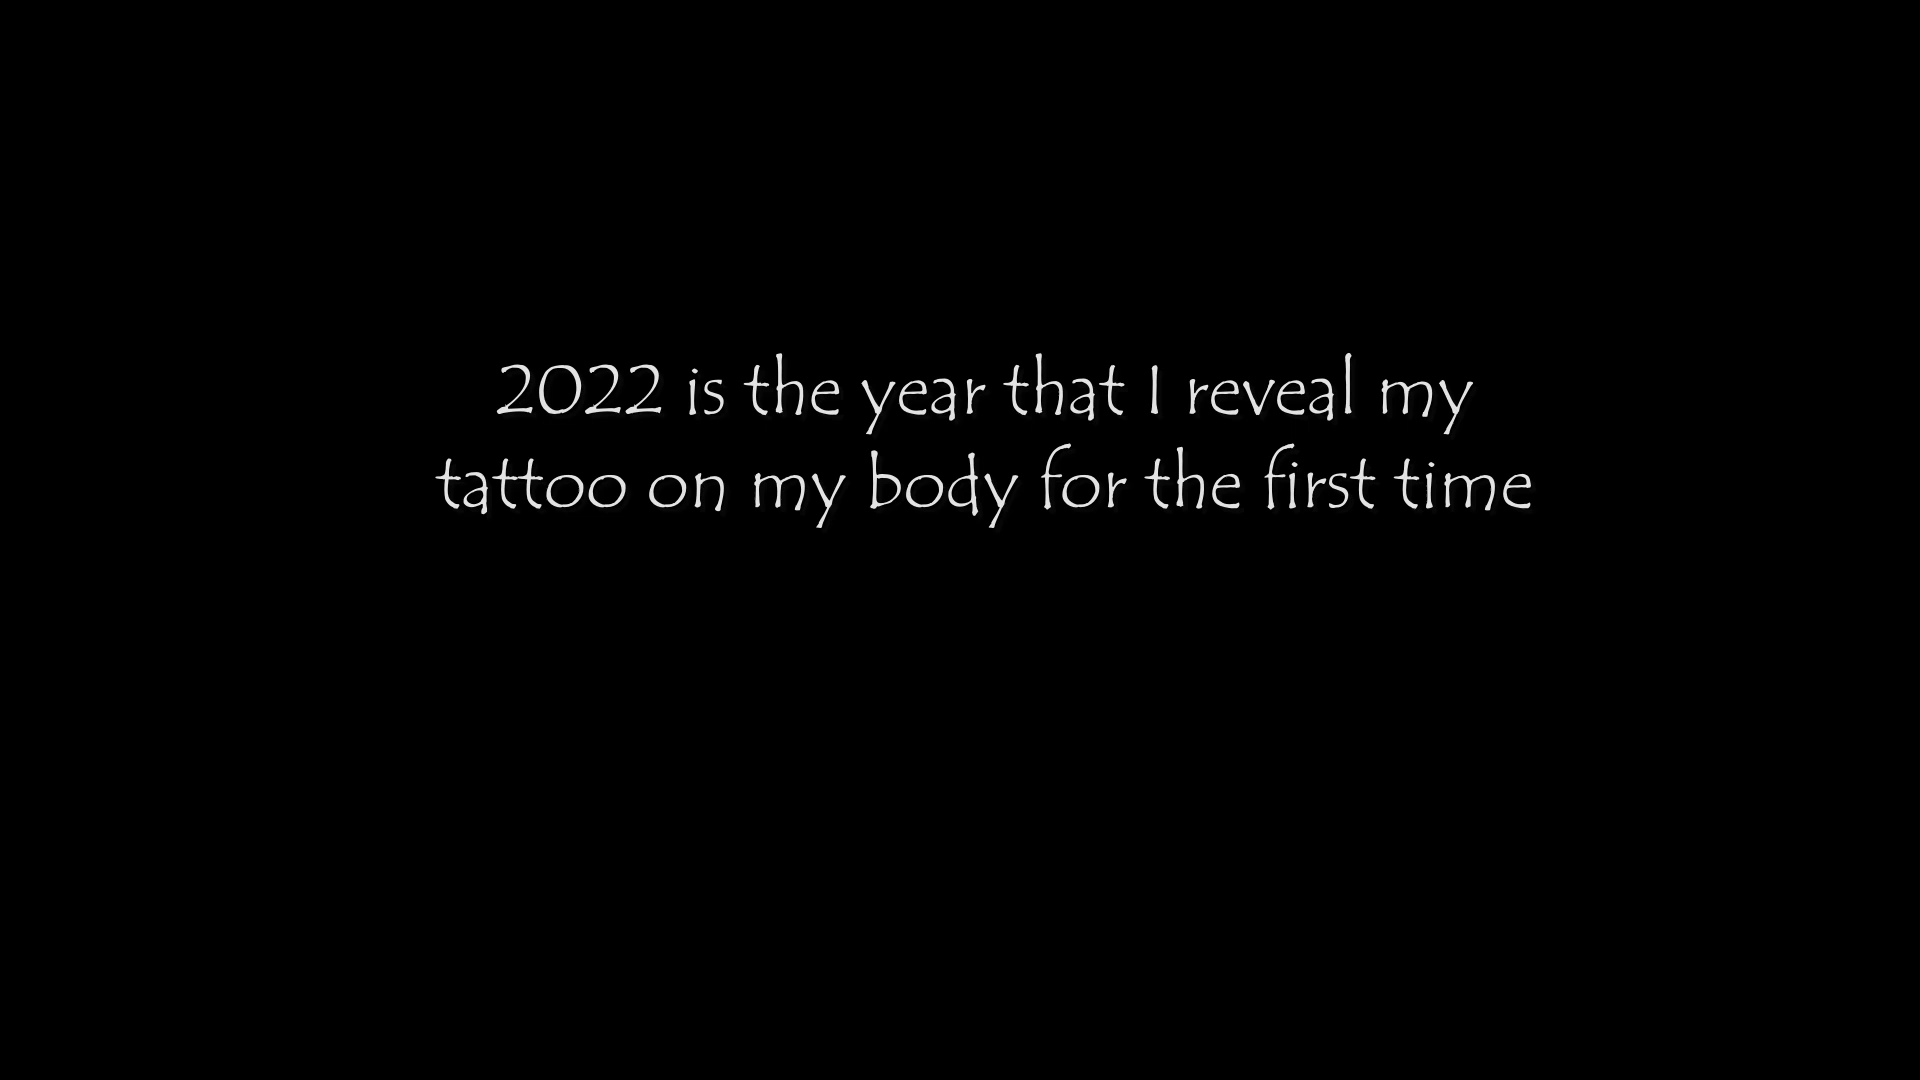 2022 is the year that I reveal my
tattoo on my body for the first time